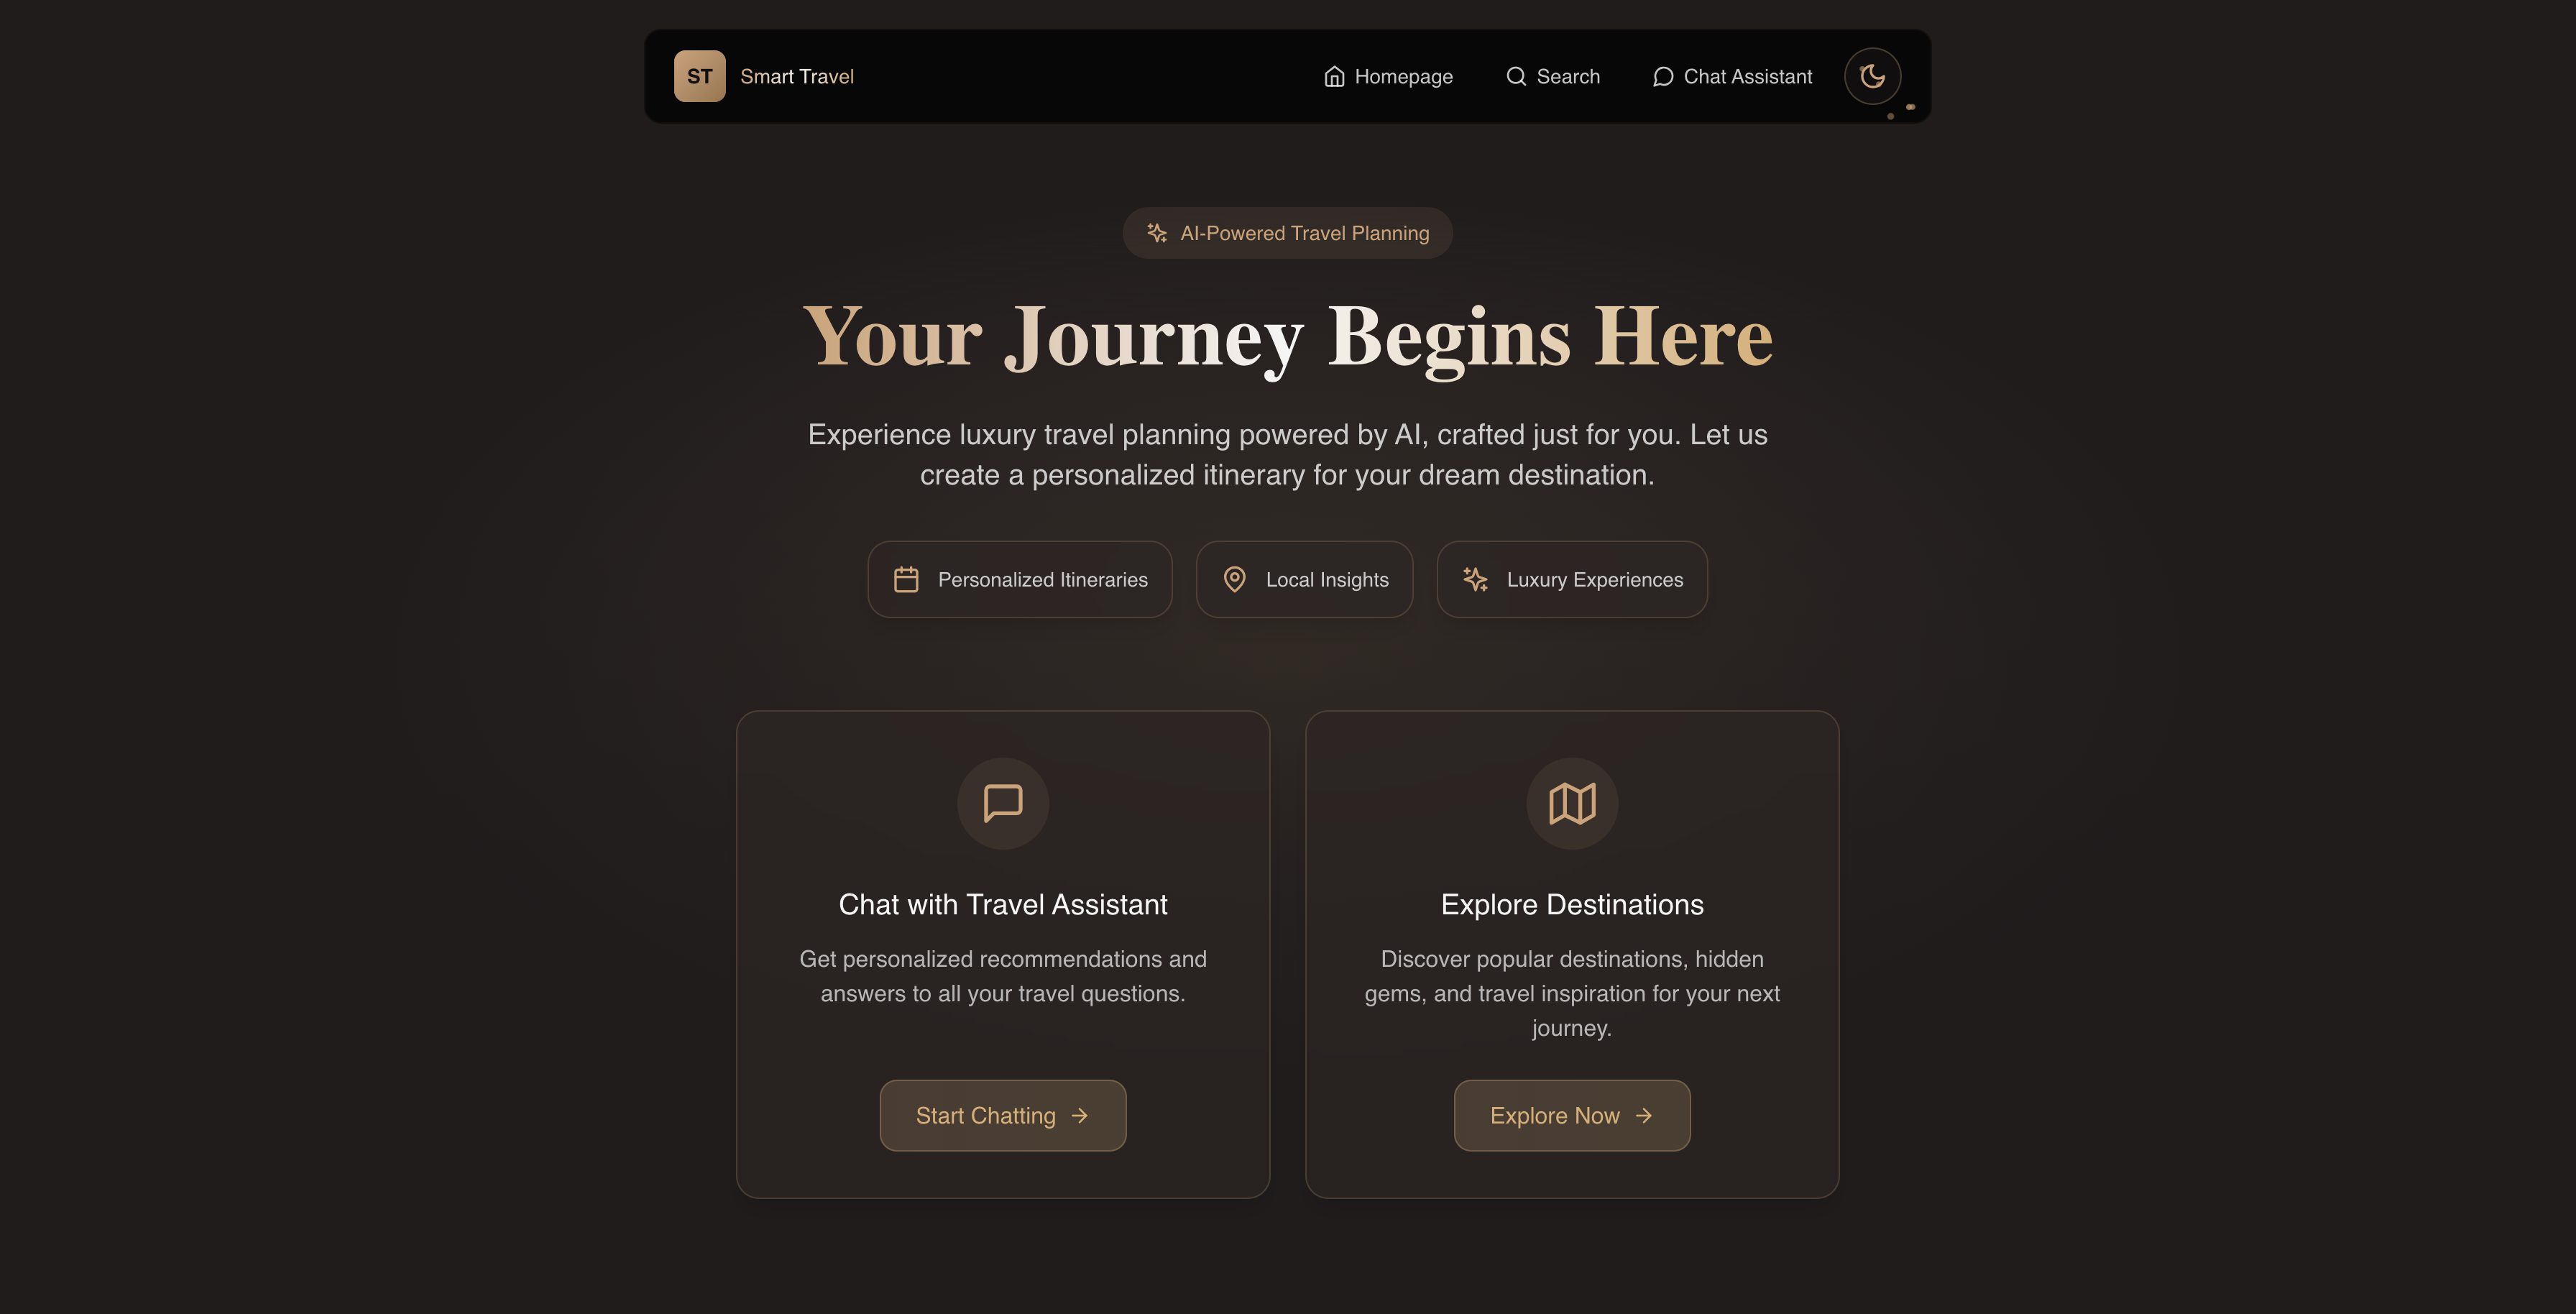 ST
Smart Travel
Homepage
Search
Chat Assistant
AI-Powered Travel Planning
Your Journey Begins Here
Experience luxury travel planning powered by AI, crafted just for you. Let us
create a personalized itinerary for your dream destination.
Personalized Itineraries
Local Insights
Luxury Experiences
Chat with Travel Assistant
Get personalized recommendations and
answers to all your travel questions.
Start Chatting
Explore Destinations
Discover popular destinations, hidden
gems, and travel inspiration for your next
journey.
Explore Now